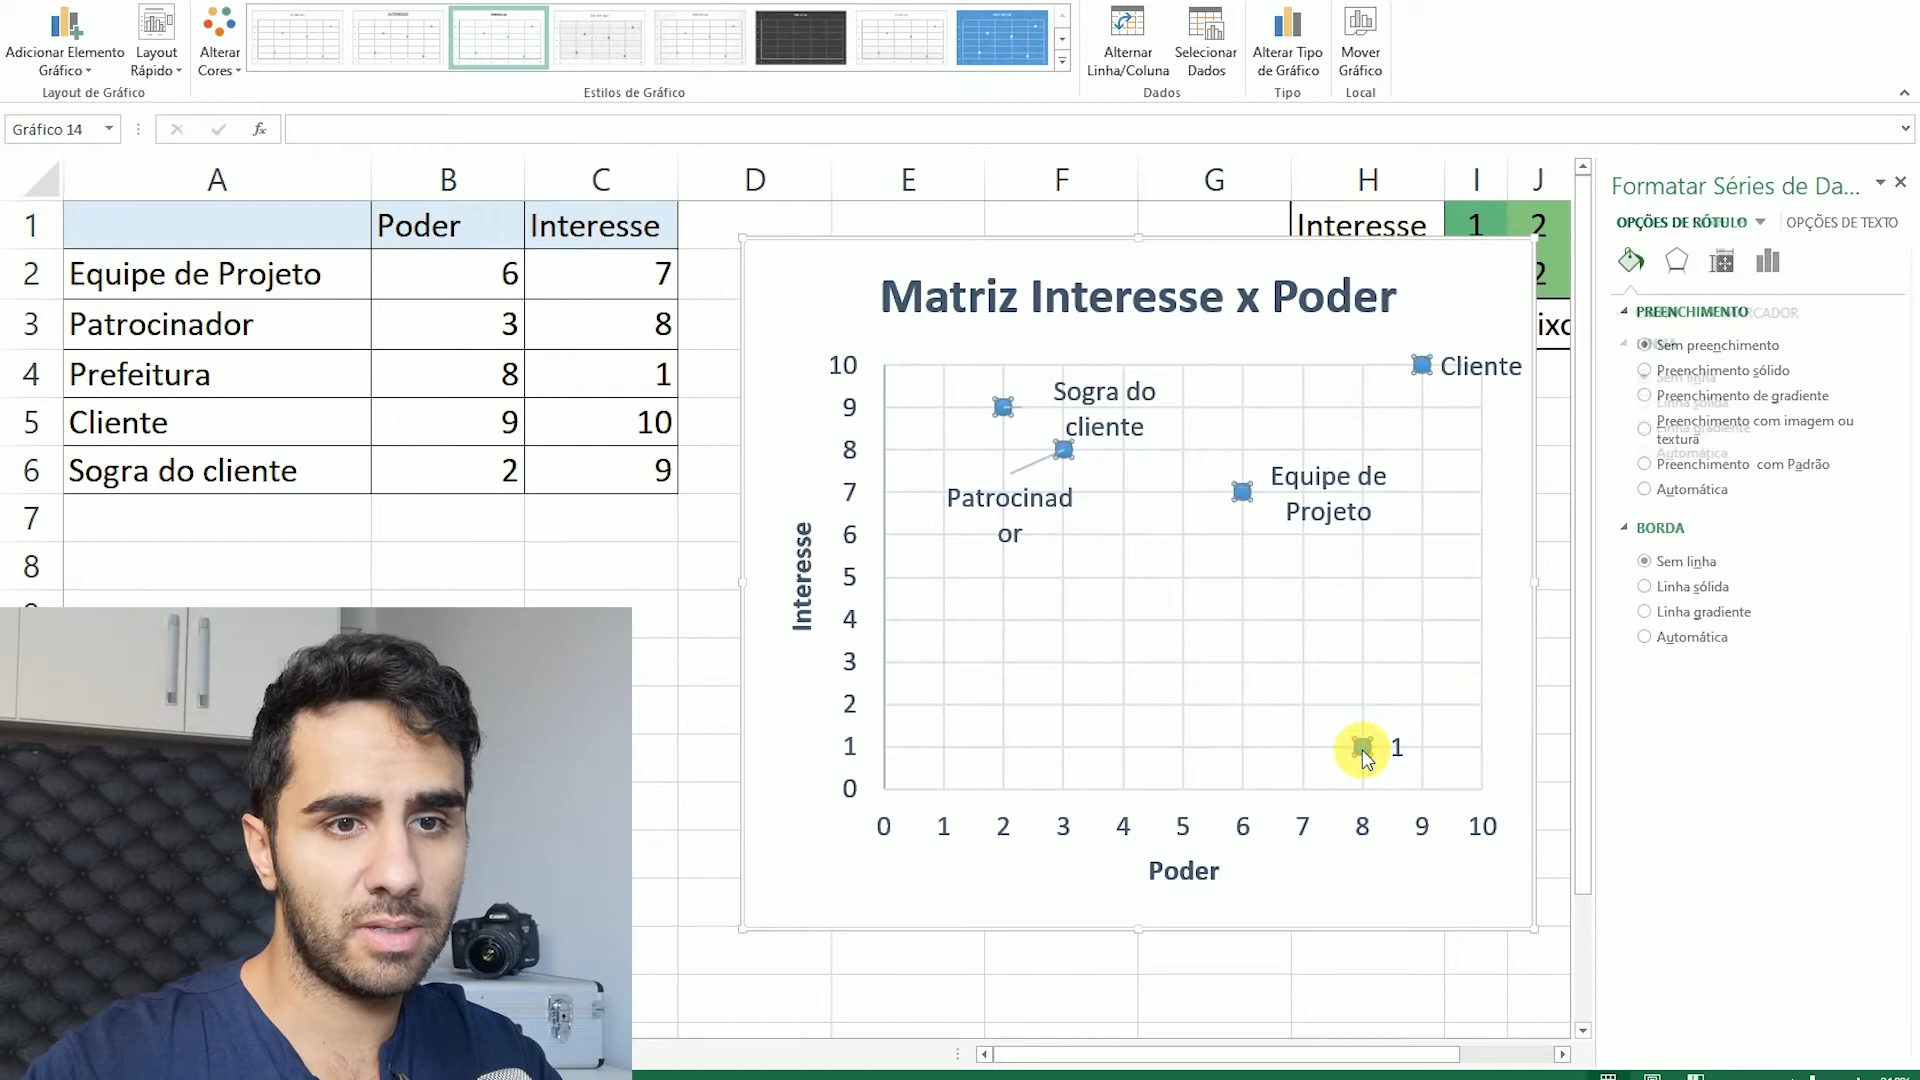 Adicionar Elemento
Gráfico
Layout
Rápido
Alterar
Cores
Alternar
Linha/Coluna
Selecionar
Dados
Alterar Tipo
de Gráfico
Mover
Gráfico
Layout de Gráfico
Estilos de Gráfico
Dados
Tipo
Local
Gráfico 14
fx
A B C D E F G H I J
1 Poder Interesse Interesse 1 2
2 Equipe de Projeto 6 7 2
3 Patrocinador 3 8 ixo
4 Prefeitura 8 1
5 Cliente 9 10
6 Sogra do cliente 2 9
7
8
Matriz Interesse x Poder
10
9
8
7
6
5
4
3
2
1
0
Interesse
Cliente
Sogra do
cliente
Patrocinad
or
Equipe de
Projeto
1
0 1 2 3 4 5 6 7 8 9 10
Poder
Formatar Séries de Da...
OPÇÕES DE RÓTULO OPÇÕES DE TEXTO
PREENCHIMENTO
Sem preenchimento
Preenchimento sólido
Preenchimento de gradiente
Preenchimento com imagem ou
textura
Preenchimento com Padrão
Automática
BORDA
Sem linha
Linha sólida
Linha gradiente
Automática